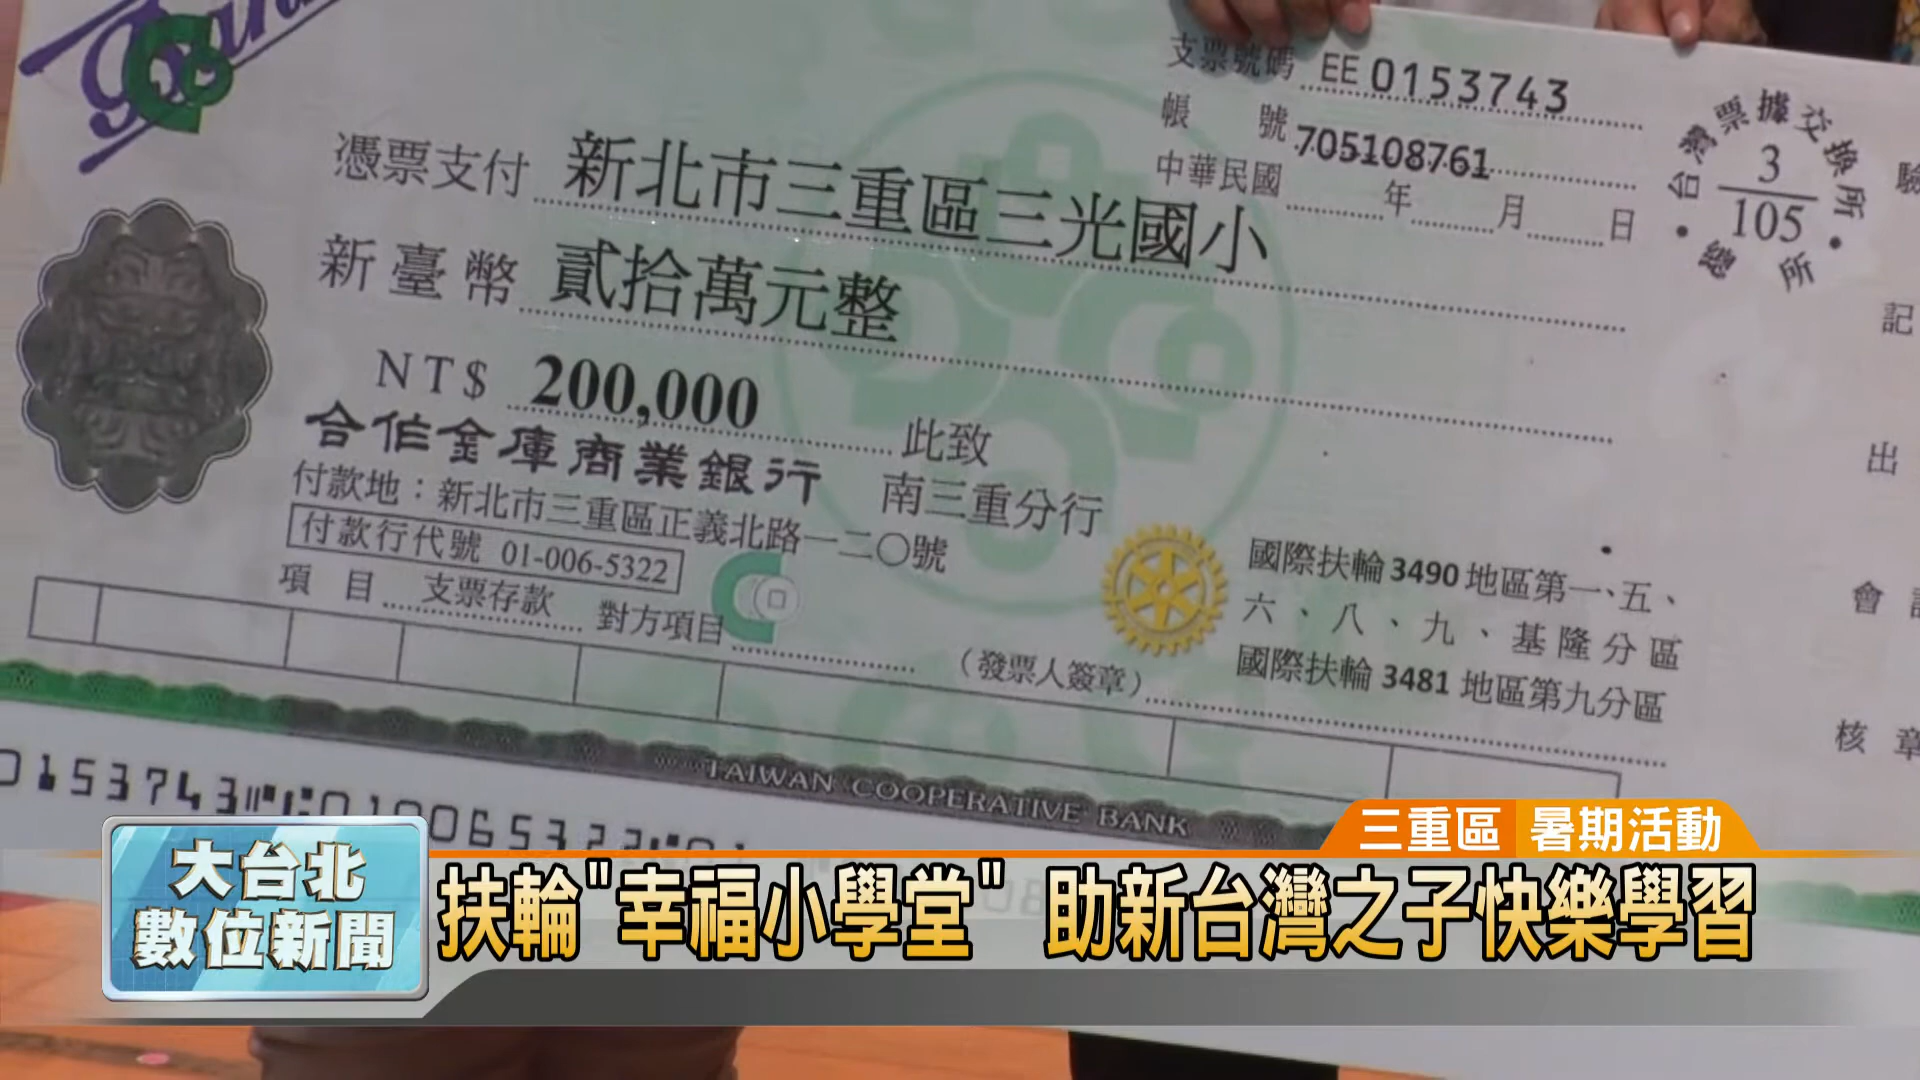 支票號碼 EE 0153743
帳 號 705108761
中華民國 年 月 日
台灣票據交換所
3
105
總所
憑票支付 新北市三重區三光國小
新臺幣 貳拾萬元整
NT$ 200,000 此致
合作金庫商業銀行 南三重分行
付款地：新北市三重區正義北路一二〇號
付款行代號 01-006-5322
項 目 支票存款 對方項目
(發票人簽章)
國際扶輪 3490 地區第一、五、
六、八、九、基隆分區
國際扶輪 3481 地區第九分區
驗
記
出
會
核 章
TAIWAN COOPERATIVE BANK
0153743
三重區 暑期活動
大台北
數位新聞
扶輪"幸福小學堂" 助新台灣之子快樂學習